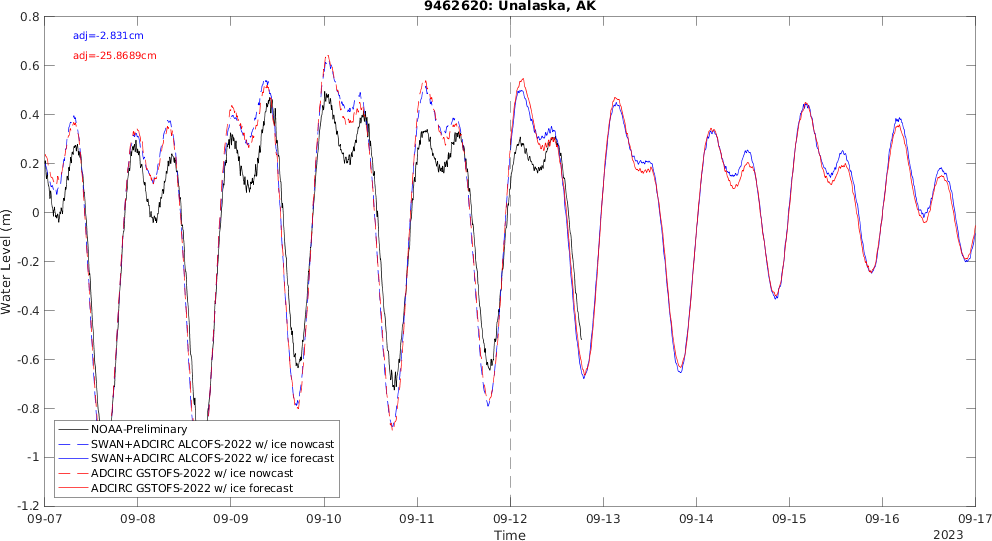 9462620: Unalaska, AK
adj=-2.831cm
adj=-25.8689cm
Water Level (m)
0.8
0.6
0.4
0.2
0
-0.2
-0.4
-0.6
-0.8
-1
-1.2
NOAA-Preliminary
SWAN+ADCIRC ALCOFS-2022 w/ ice nowcast
SWAN+ADCIRC ALCOFS-2022 w/ ice forecast
ADCIRC GSTOFS-2022 w/ ice nowcast
ADCIRC GSTOFS-2022 w/ ice forecast
09-07 09-08 09-09 09-10 09-11 09-12 09-13 09-14 09-15 09-16 09-17
Time
2023